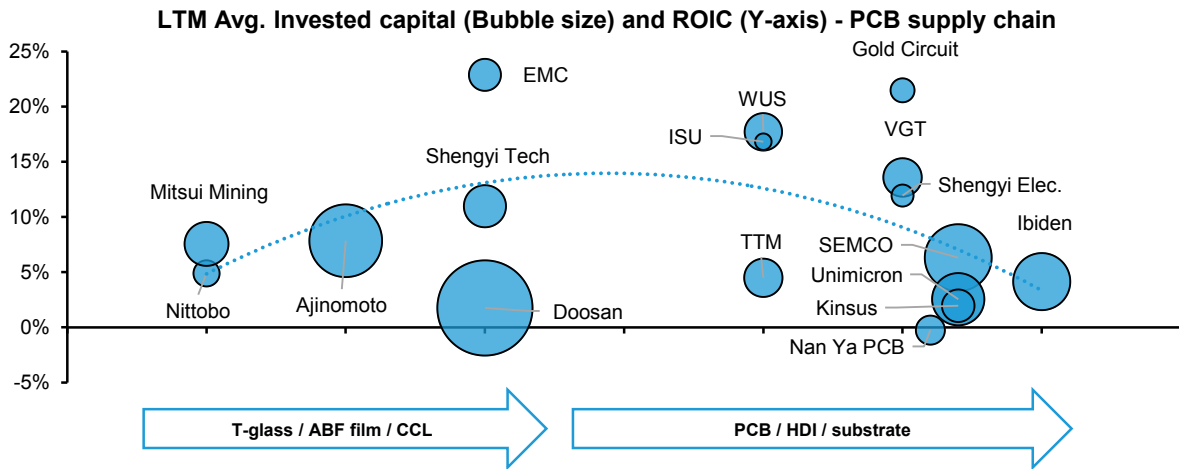 LTM Avg. Invested capital (Bubble size) and ROIC (Y-axis) - PCB supply chain
25%
20%
15%
10%
5%
0%
-5%
Mitsui Mining
Nittobo
Ajinomoto
EMC
Shengyi Tech
Doosan
WUS
ISU
TTM
Gold Circuit
VGT
Shengyi Elec.
SEMCO
Unimicron
Kinsus
Nan Ya PCB
Ibiden
T-glass / ABF film / CCL
PCB / HDI / substrate